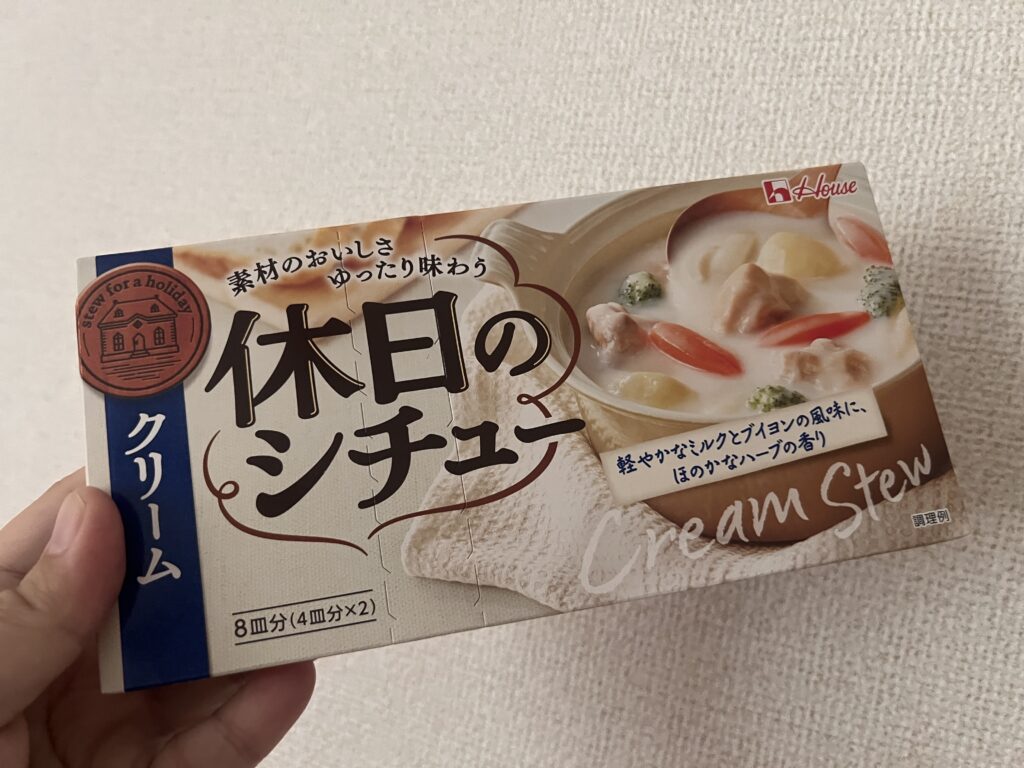 House
素材のおいしさ
ゆったり味わう
stew for a holiday
休日の
シチュー
クリーム
軽やかなミルクとブイヨンの風味に、
ほのかなハーブの香り
Cream Stew
調理例
8皿分(4皿分×2)